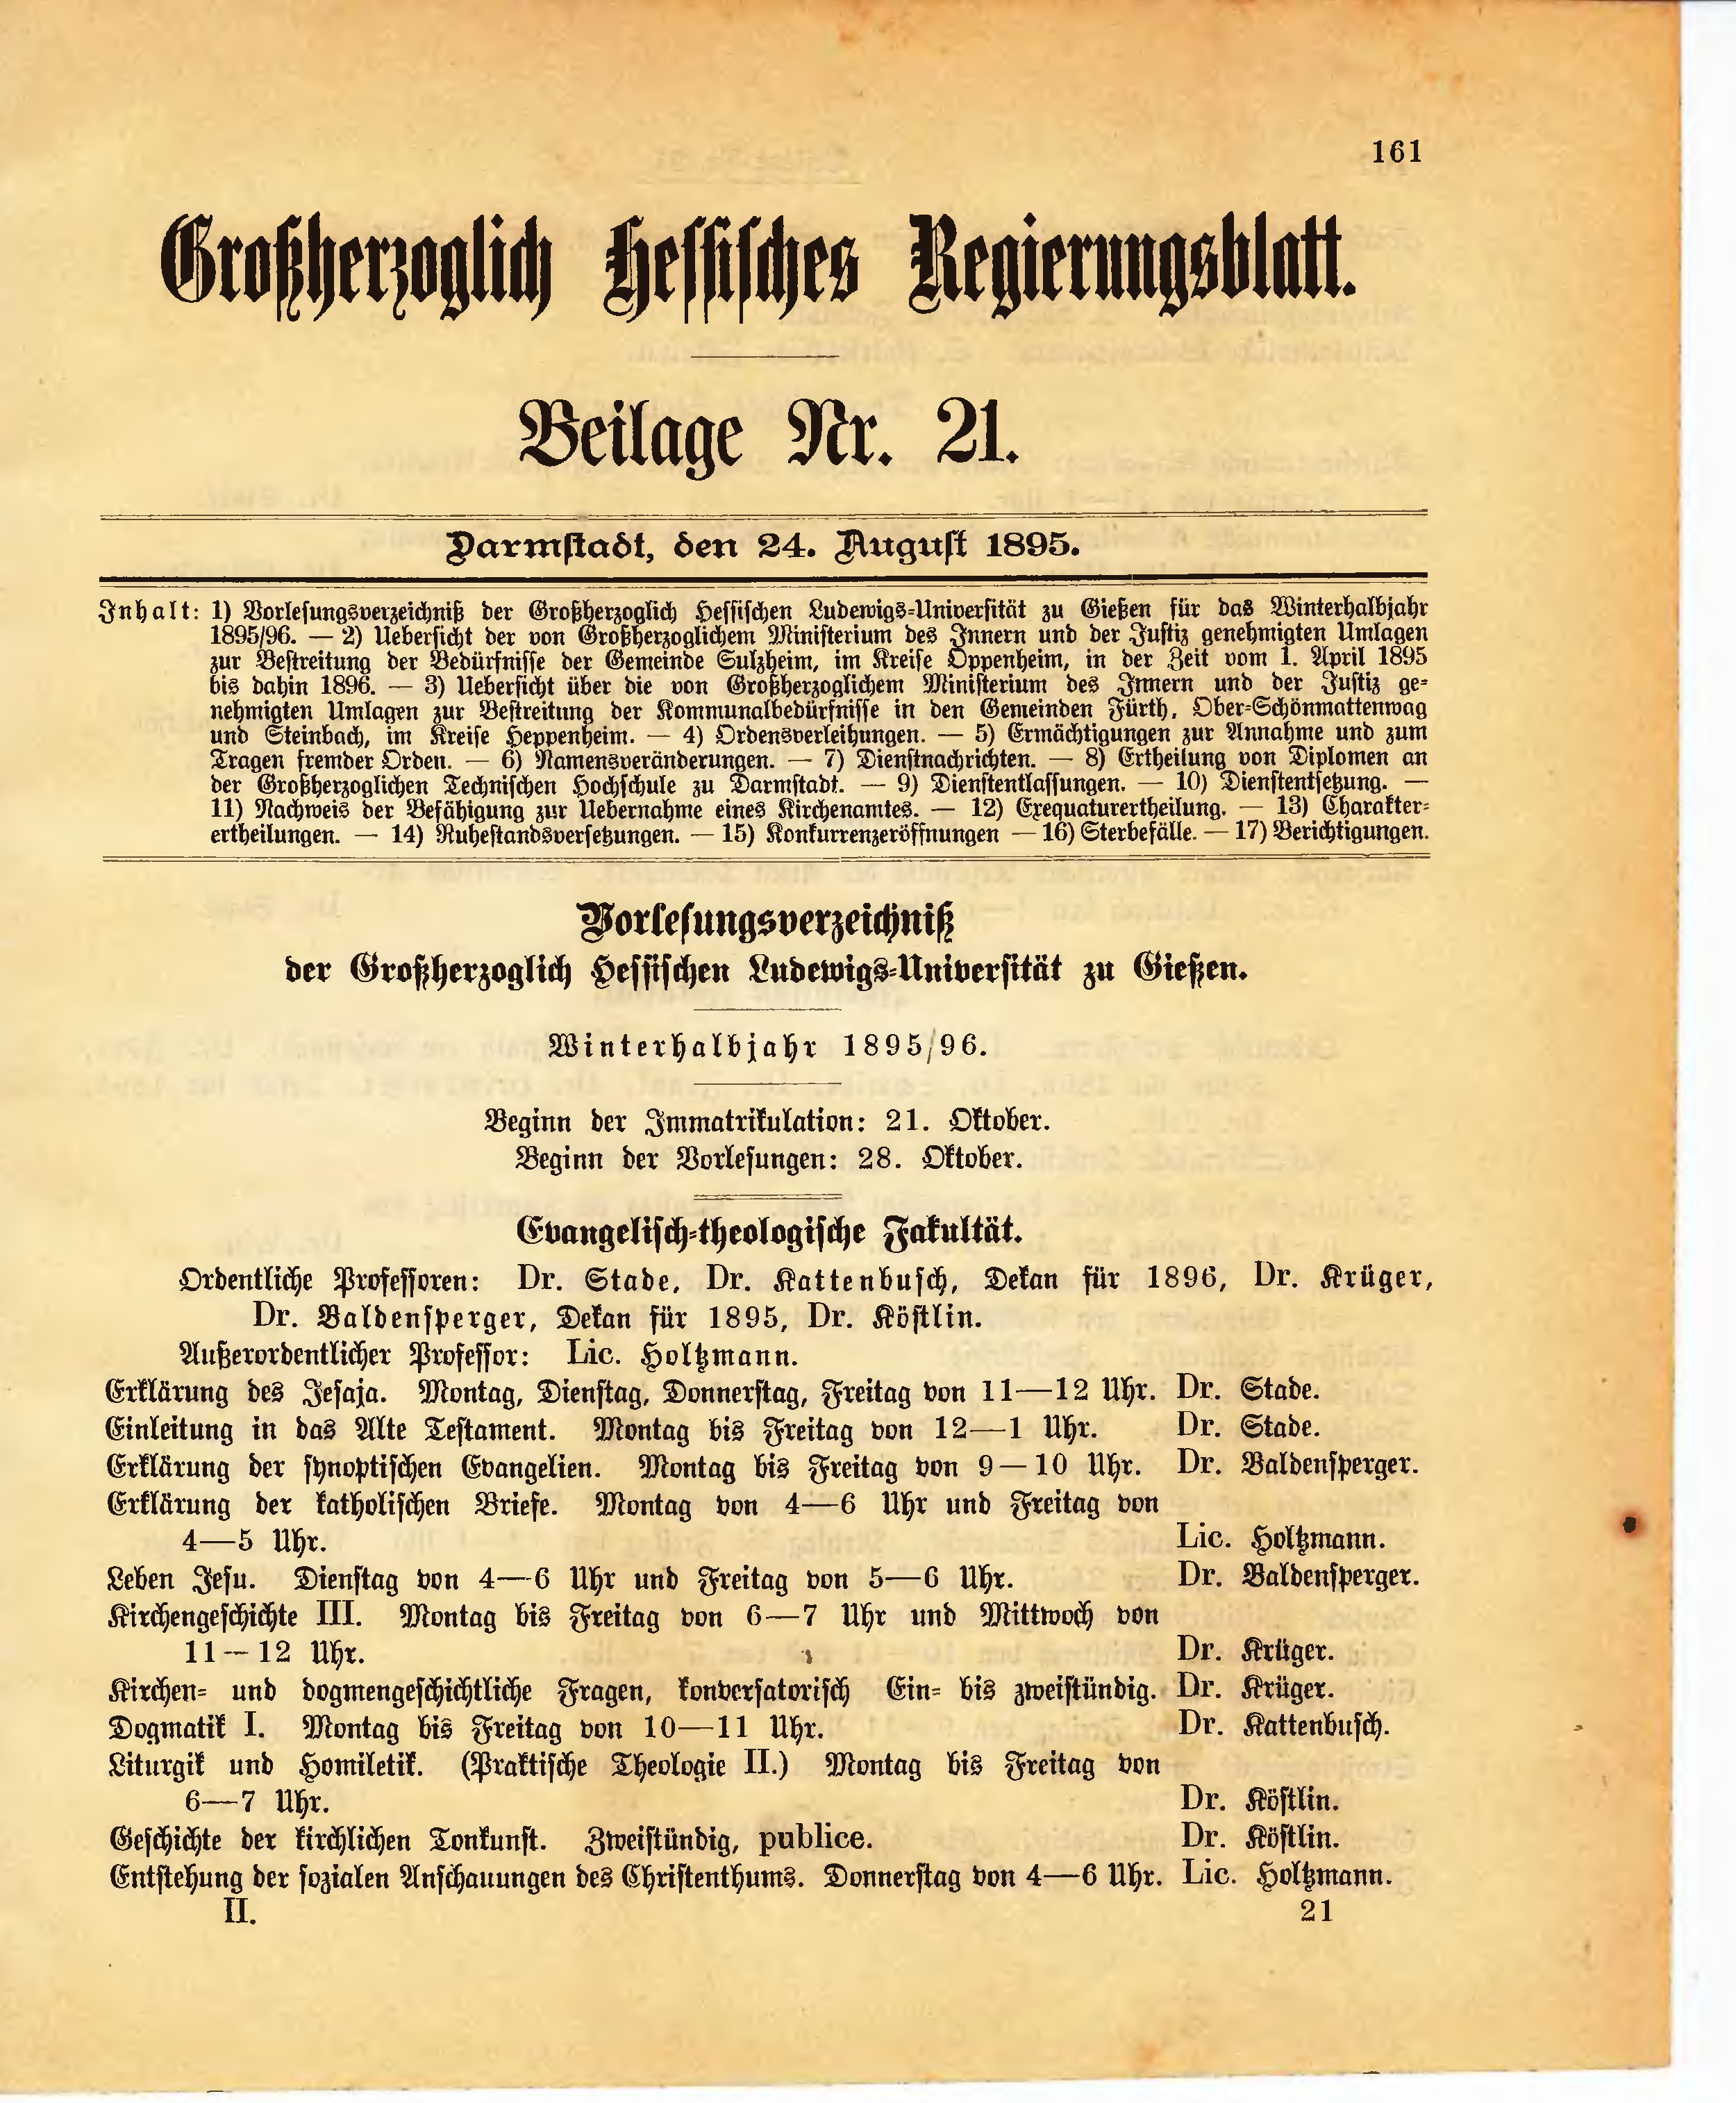 161
Großherzoglich Hessisches Regierungsblatt.
Beilage Nr. 21.
Darmstadt, den 24. August 1895.
Inhalt: 1) Vorlesungsverzeichniß der Großherzoglich Hessischen Ludewigs-Universität zu Gießen für das Winterhalbjahr
1895/96. — 2) Uebersicht der von Großherzoglichem Ministerium des Innern und der Justiz genehmigten Umlagen
zur Bestreitung der Bedürfnisse der Gemeinde Sulzheim, im Kreise Oppenheim, in der Zeit vom 1. April 1895
bis dahin 1896. — 3) Uebersicht über die von Großherzoglichem Ministerium des Innern und der Justiz ge-
nehmigten Umlagen zur Bestreitung der Kommunalbedürfnisse in den Gemeinden Fürth, Ober-Schönmattenwag
und Steinbach, im Kreise Heppenheim. — 4) Ordensverleihungen. — 5) Ermächtigungen zur Annahme und zum
Tragen fremder Orden. — 6) Namensveränderungen. — 7) Dienstnachrichten. — 8) Ertheilung von Diplomen an
der Großherzoglichen Technischen Hochschule zu Darmstadt. — 9) Dienstentlassungen. — 10) Dienstentsetzung. —
11) Nachweis der Befähigung zur Uebernahme eines Kirchenamtes. — 12) Exequaturertheilung. — 13) Charakter-
ertheilungen. — 14) Ruhestandsversetzungen. — 15) Konkurrenzeröffnungen — 16) Sterbefälle. — 17) Berichtigungen.
Vorlesungsverzeichniß
der Großherzoglich Hessischen Ludewigs-Universität zu Gießen.
Winterhalbjahr 1895/96.
Beginn der Immatrikulation: 21. Oktober.
Beginn der Vorlesungen: 28. Oktober.
Evangelisch-theologische Fakultät.
Ordentliche Professoren: Dr. Stade, Dr. Kattenbusch, Dekan für 1896, Dr. Krüger,
Dr. Baldensperger, Dekan für 1895, Dr. Köstlin.
Außerordentlicher Professor: Lic. Holtzmann.
Erklärung des Jesaja. Montag, Dienstag, Donnerstag, Freitag von 11—12 Uhr. Dr. Stade.
Einleitung in das Alte Testament. Montag bis Freitag von 12—1 Uhr. Dr. Stade.
Erklärung der synoptischen Evangelien. Montag bis Freitag von 9—10 Uhr. Dr. Baldensperger.
Erklärung der katholischen Briefe. Montag von 4—6 Uhr und Freitag von
4—5 Uhr. Lic. Holtzmann.
Leben Jesu. Dienstag von 4—6 Uhr und Freitag von 5—6 Uhr. Dr. Baldensperger.
Kirchengeschichte III. Montag bis Freitag von 6—7 Uhr und Mittwoch von
11—12 Uhr. Dr. Krüger.
Kirchen- und dogmengeschichtliche Fragen, konversatorisch Ein- bis zweistündig. Dr. Krüger.
Dogmatik I. Montag bis Freitag von 10—11 Uhr. Dr. Kattenbusch.
Liturgik und Homiletik. (Praktische Theologie II.) Montag bis Freitag von
6—7 Uhr. Dr. Köstlin.
Geschichte der kirchlichen Tonkunst. Zweistündig, publice. Dr. Köstlin.
Entstehung der sozialen Anschauungen des Christenthums. Donnerstag von 4—6 Uhr. Lic. Holtzmann.
II. 21